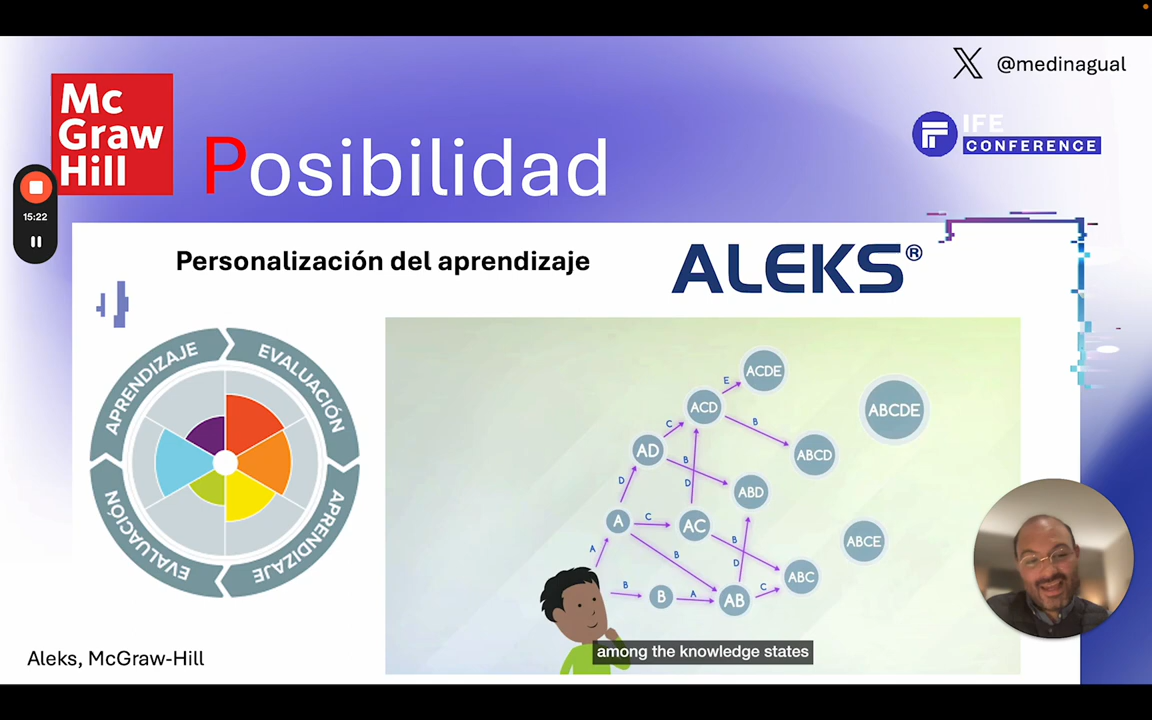 @medinagual
Mc
Graw
Hill
IFE
CONFERENCE
Posibilidad
15:22
Personalización del aprendizaje
ALEKS®
APRENDIZAJE
EVALUACIÓN
APRENDIZAJE
EVALUACIÓN
ACDE
E
ACD
ABCDE
C
B
AD
ABCD
B
D
D
ABD
A
C
AC
B
ABCE
A
B
D
ABC
B
B
A
AB
C
among the knowledge states
Aleks, McGraw-Hill